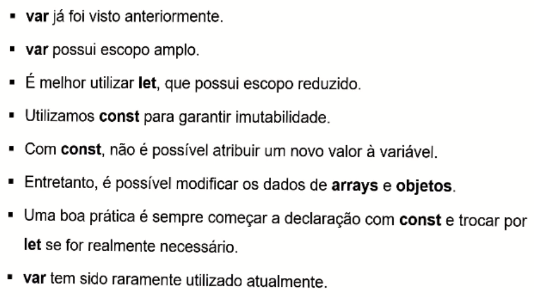 ▪ var já foi visto anteriormente.
▪ var possui escopo amplo.
▪ É melhor utilizar let, que possui escopo reduzido.
▪ Utilizamos const para garantir imutabilidade.
▪ Com const, não é possível atribuir um novo valor à variável.
▪ Entretanto, é possível modificar os dados de arrays e objetos.
▪ Uma boa prática é sempre começar a declaração com const e trocar por
let se for realmente necessário.
▪ var tem sido raramente utilizado atualmente.